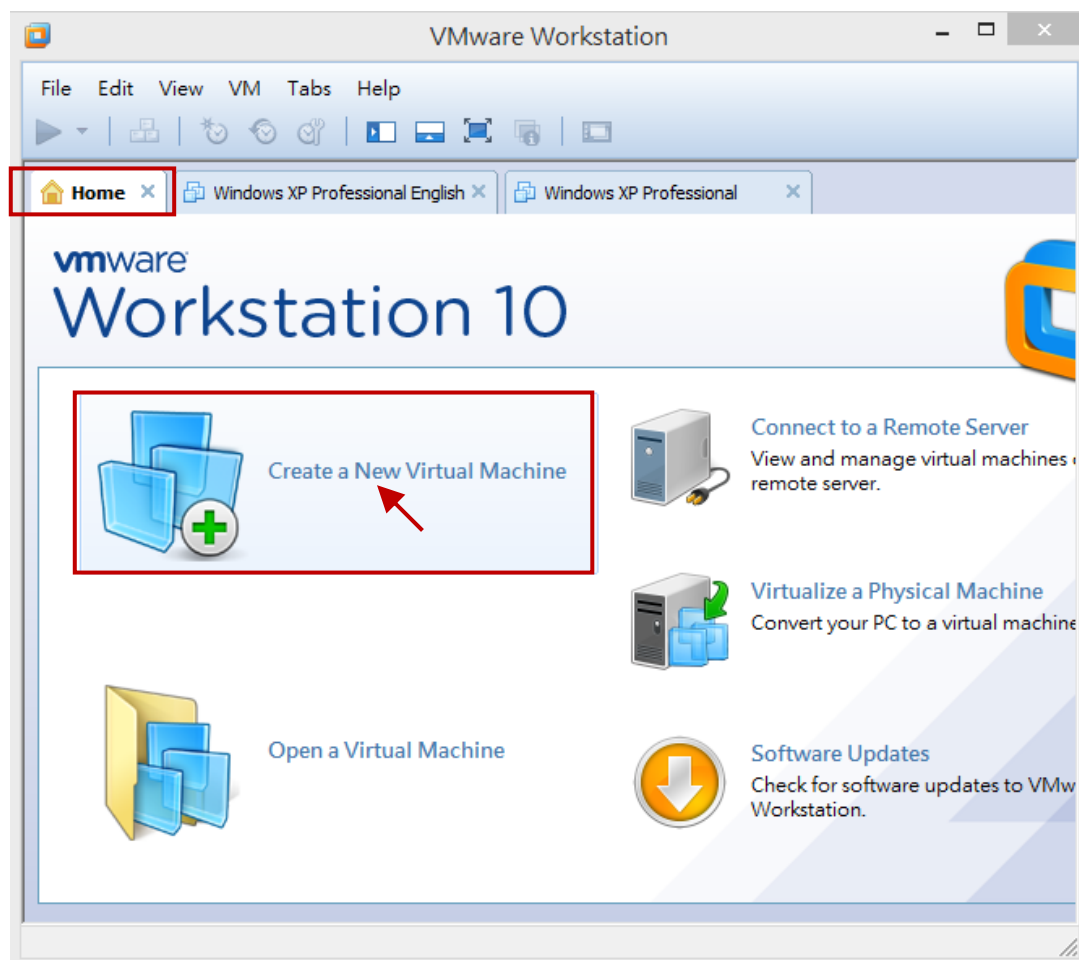 VMware Workstation
File Edit View VM Tabs Help
Home Windows XP Professional English Windows XP Professional
vmware
Workstation 10
Create a New Virtual Machine
Connect to a Remote Server
View and manage virtual machines
remote server.
Virtualize a Physical Machine
Convert your PC to a virtual machine
Open a Virtual Machine
Software Updates
Check for software updates to VMw
Workstation.